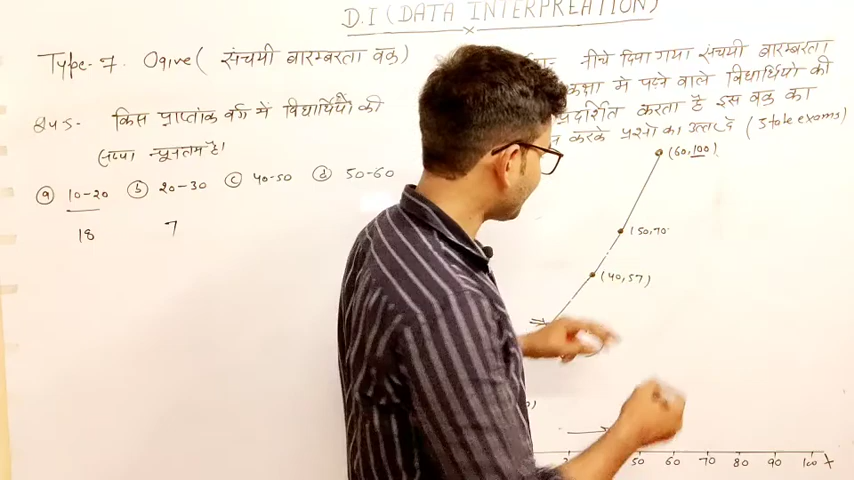 D.I (DATA INTERPREATION)
Type-7. Ogive ( संचयी बारम्बरता वक्र)
नीचे दिया गया संचयी बारम्बरता
कक्षा मे पढ़ने वाले विद्यार्थियो की
प्रदर्शित करता है इस वक्र का
करके प्रश्नो का उत्तर दे (State exams)
Qu5- किस प्राप्तांक वर्ग में विद्यार्थियों की
संख्या न्यूनतम है।
(a) 10-20 (b) 20-30 (c) 40-50 (d) 50-60
18 7
(60,100)
(50,70
(40,57)
50 60 70 80 90 100 x